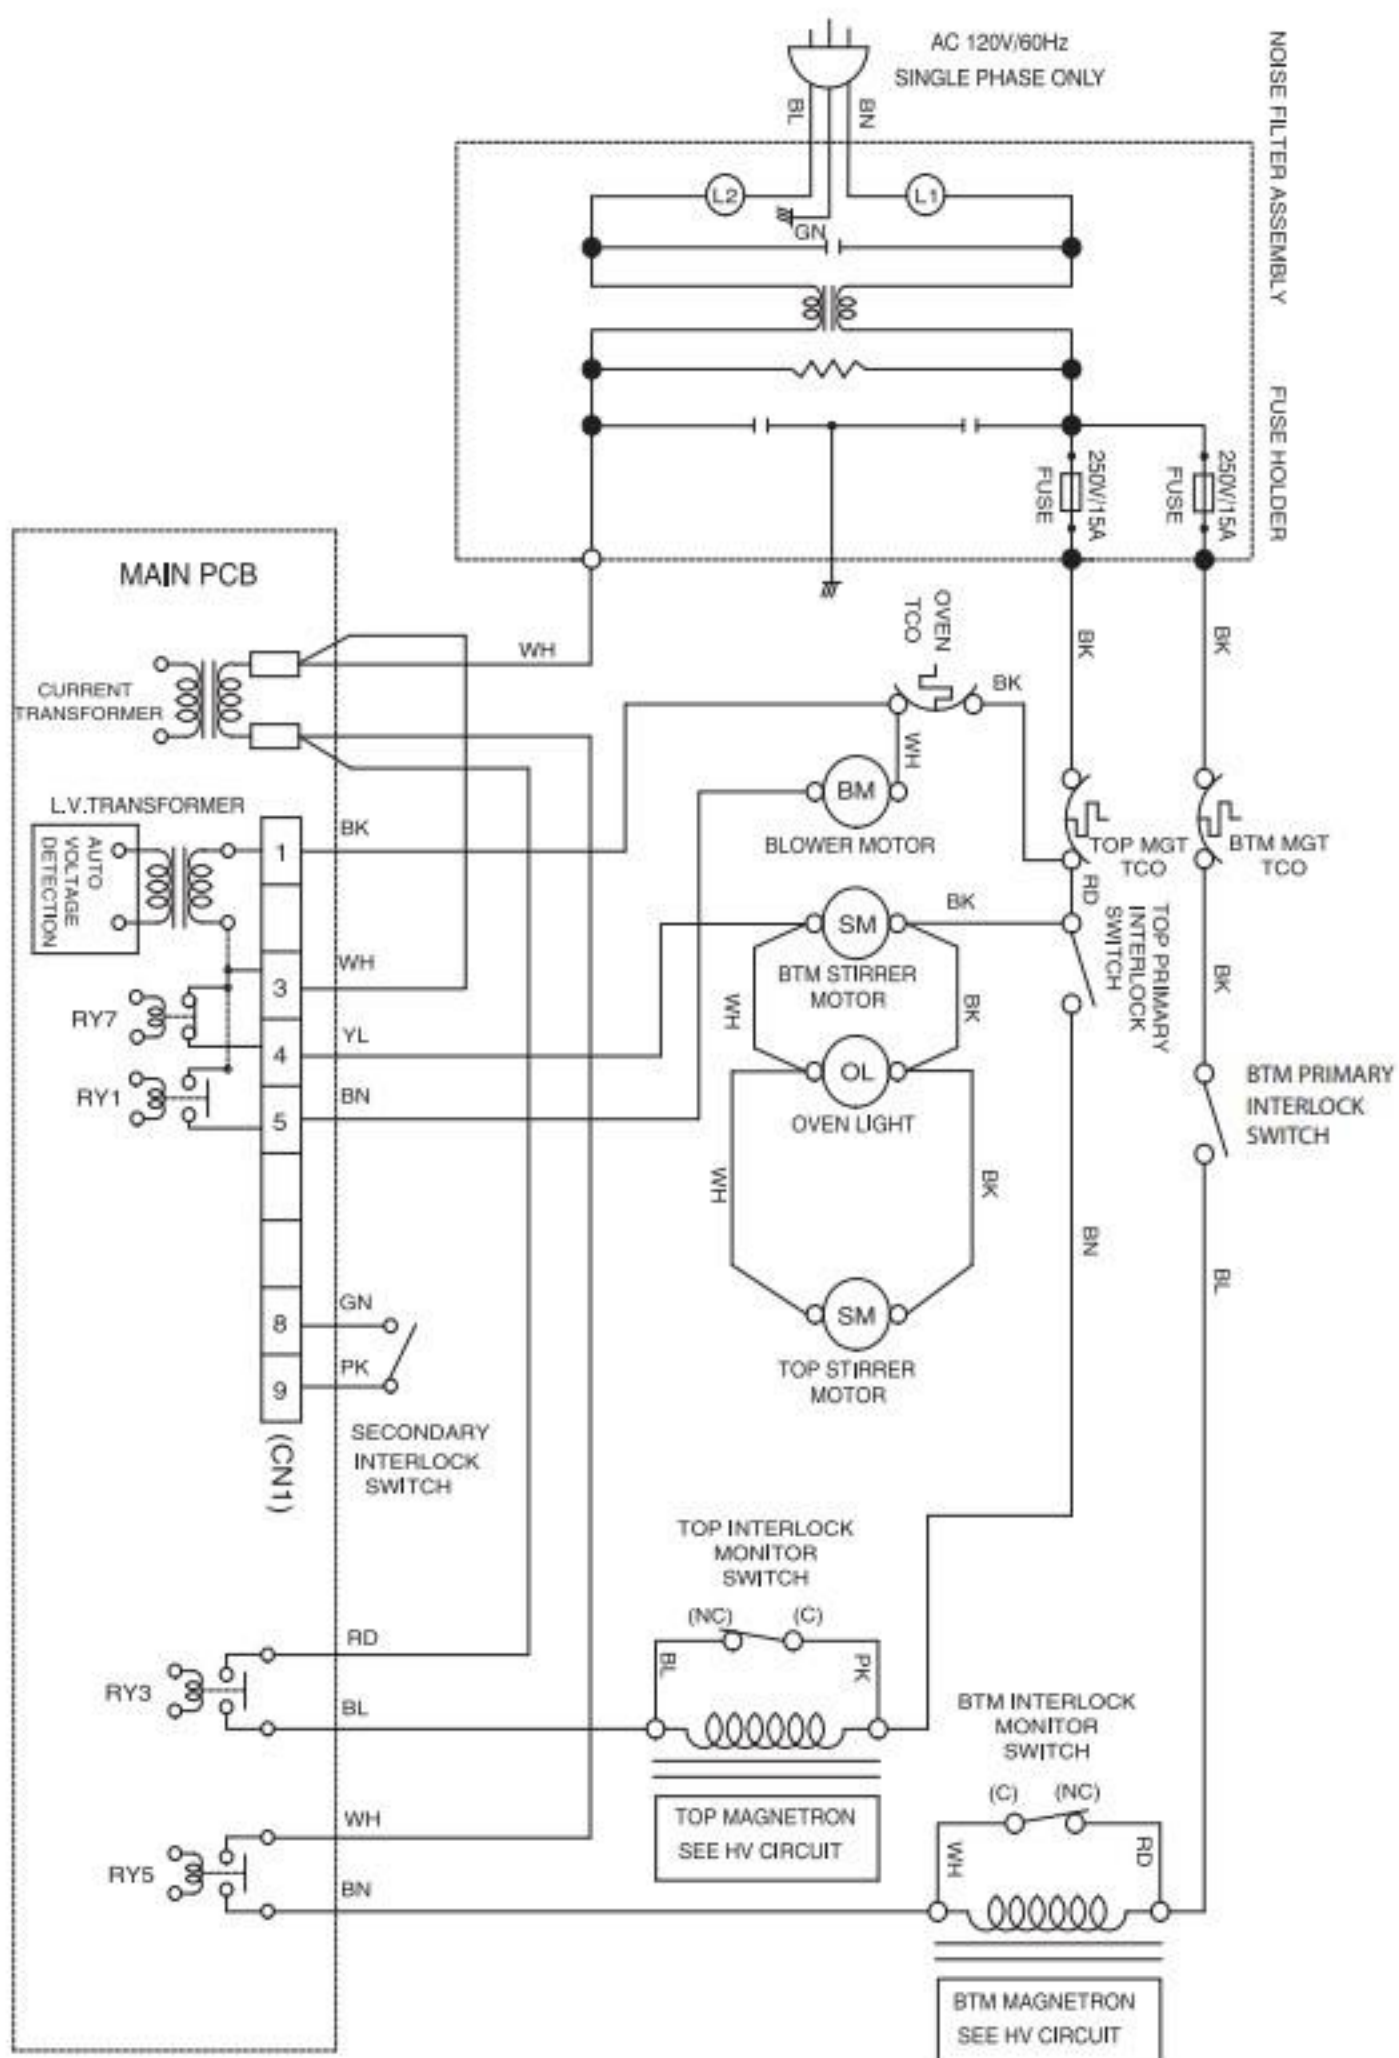 AC 120V/60Hz
SINGLE PHASE ONLY
NOISE FILTER ASSEMBLY
BL
BN
L2
L1
GN
FUSE HOLDER
250V/15A
FUSE
250V/15A
FUSE
MAIN PCB
OVEN
TCO
WH
BK
BK
BK
CURRENT
TRANSFORMER
WH
BM
BLOWER MOTOR
L.V.TRANSFORMER
AUTO
VOLTAGE
DETECTION
1
BK
TOP MGT
TCO
BTM MGT
TCO
RD
SM
BK
BTM STIRRER
MOTOR
TOP PRIMARY
INTERLOCK
SWITCH
WH
3
BK
RY7
WH
BK
YL
4
OL
OVEN LIGHT
RY1
BN
5
BTM PRIMARY
INTERLOCK
SWITCH
WH
BK
BN
BL
GN
8
SM
TOP STIRRER
MOTOR
PK
9
(CN1)
SECONDARY
INTERLOCK
SWITCH
TOP INTERLOCK
MONITOR
SWITCH
(NC)
(C)
RD
BL
PK
RY3
BL
BTM INTERLOCK
MONITOR
SWITCH
(C)
(NC)
TOP MAGNETRON
SEE HV CIRCUIT
WH
WH
RD
RY5
BN
BTM MAGNETRON
SEE HV CIRCUIT